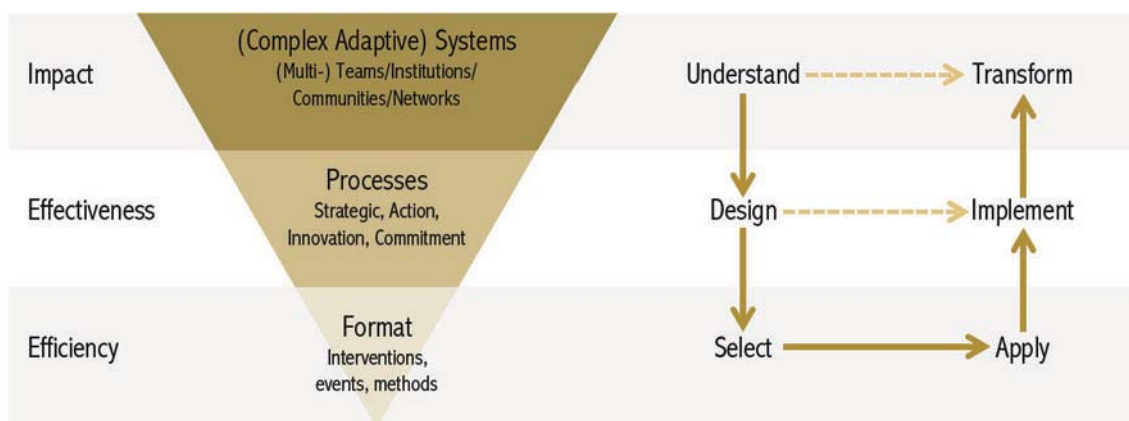 Impact
(Complex Adaptive) Systems
(Multi-) Teams/Institutions/
Communities/Networks
Understand
Transform
Effectiveness
Processes
Strategic, Action,
Innovation, Commitment
Design
Implement
Efficiency
Format
Interventions,
events, methods
Select
Apply